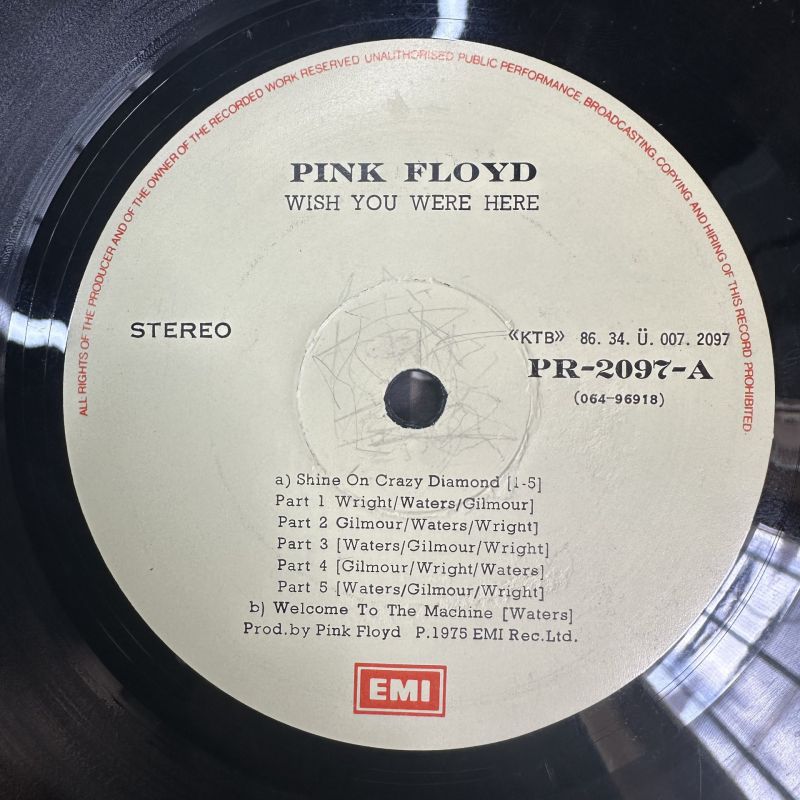 ALL RIGHTS OF THE PRODUCER AND OF THE OWNER OF THE RECORDED WORK RESERVED UNAUTHORISED PUBLIC PERFORMANCE, BROADCASTING, COPYING AND HIRING OF THIS RECORD PROHIBITED.
PINK FLOYD
WISH YOU WERE HERE
STEREO
«KTB» 86. 34. Ü. 007. 2097
PR-2097-A
(064-96918)
a) Shine On Crazy Diamond [1-5]
Part 1 Wright/Waters/Gilmour]
Part 2 Gilmour/Waters/Wright]
Part 3 [Waters/Gilmour/Wright]
Part 4 [Gilmour/Wright/Waters]
Part 5 [Waters/Gilmour/Wright]
b) Welcome To The Machine [Waters]
Prod.by Pink Floyd P.1975 EMI Rec.Ltd.
EMI